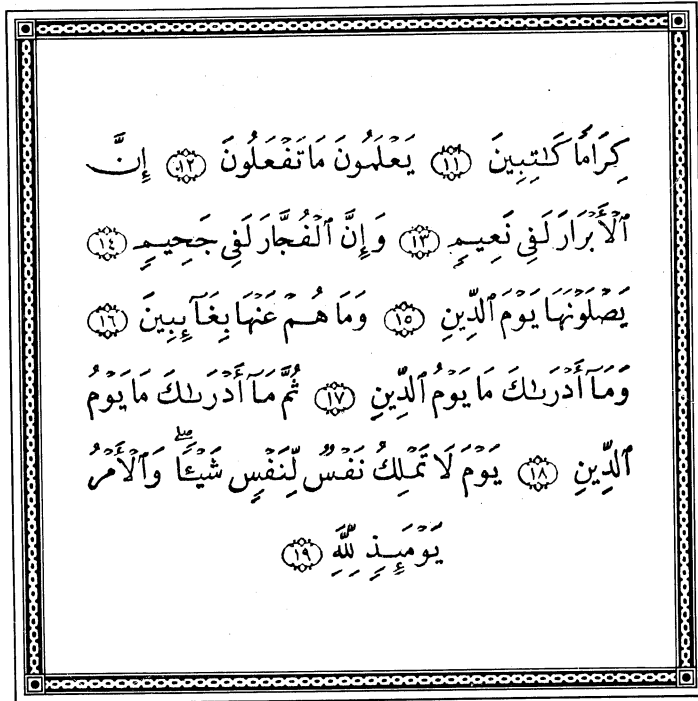 كِرَامًا كَـٰتِبِينَ ١١ يَعْلَمُونَ مَا تَفْعَلُونَ ١٢ إِنَّ
ٱلْأَبْرَارَ لَفِى نَعِيمٍ ١٣ وَإِنَّ ٱلْفُجَّارَ لَفِى جَحِيمٍ ١٤
يَصْلَوْنَهَا يَوْمَ ٱلدِّينِ ١٥ وَمَا هُمْ عَنْهَا بِغَآئِبِينَ ١٦
وَمَآ أَدْرَىٰكَ مَا يَوْمُ ٱلدِّينِ ١٧ ثُمَّ مَآ أَدْرَىٰكَ مَا يَوْمُ
ٱلدِّينِ ١٨ يَوْمَ لَا تَمْلِكُ نَفْسٌ لِّنَفْسٍ شَيْـًٔا ۖ وَٱلْأَمْرُ
يَوْمَئِذٍ لِّلَّهِ ١٩